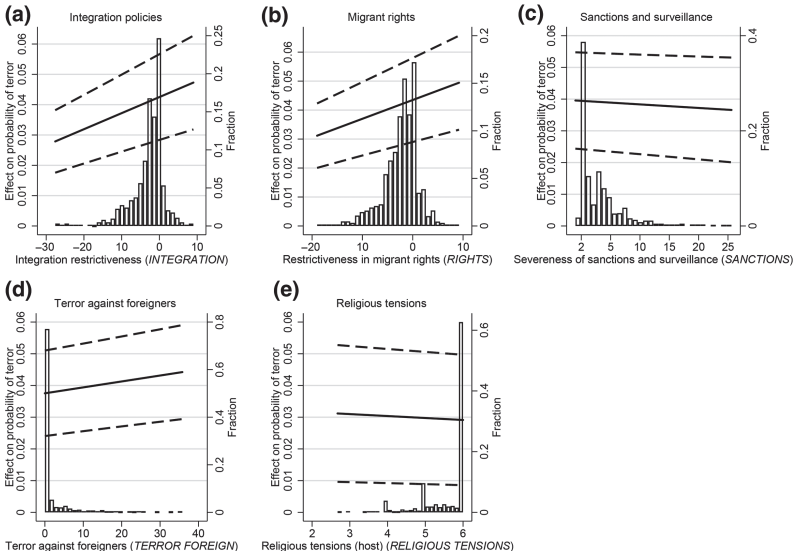 (a) Integration policies
Effect on probability of terror
0.06
0.05
0.04
0.03
0.02
0.01
0
0.25
0.2
0.15
0.1
0.05
0
Fraction
−30 −20 −10 0 10
Integration restrictiveness (INTEGRATION)
(b) Migrant rights
Effect on probability of terror
0.06
0.05
0.04
0.03
0.02
0.01
0
0.2
0.15
0.1
0.05
0
Fraction
−20 −10 0 10
Restrictiveness in migrant rights (RIGHTS)
(c) Sanctions and surveillance
Effect on probability of terror
0.06
0.05
0.04
0.03
0.02
0.01
0
0.4
0.2
0
Fraction
2 5 10 15 20 25
Severeness of sanctions and surveillance (SANCTIONS)
(d) Terror against foreigners
Effect on probability of terror
0.06
0.05
0.04
0.03
0.02
0.01
0
0.8
0.6
0.4
0.2
0
Fraction
0 10 20 30 40
Terror against foreigners (TERROR FOREIGN)
(e) Religious tensions
Effect on probability of terror
0.06
0.05
0.04
0.03
0.02
0.01
0
0.6
0.4
0.2
0
Fraction
2 3 4 5 6
Religious tensions (host) (RELIGIOUS TENSIONS)